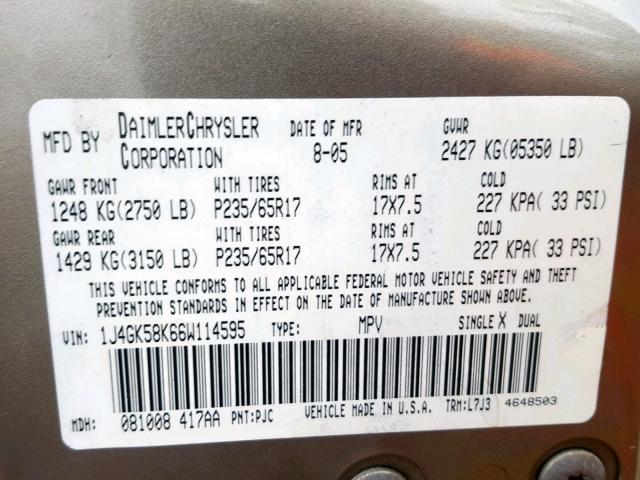 MFD BY DAIMLERCHRYSLER CORPORATION DATE OF MFR 8-05 GVWR 2427 KG(05350 LB)
GAWR FRONT WITH TIRES RIMS AT COLD
1248 KG(2750 LB) P235/65R17 17X7.5 227 KPA( 33 PSI)
GAWR REAR WITH TIRES RIMS AT COLD
1429 KG(3150 LB) P235/65R17 17X7.5 227 KPA( 33 PSI)
THIS VEHICLE CONFORMS TO ALL APPLICABLE FEDERAL MOTOR VEHICLE SAFETY AND THEFT
PREVENTION STANDARDS IN EFFECT ON THE DATE OF MANUFACTURE SHOWN ABOVE.
VIN: 1J4GK58K66W114595 TYPE: MPV SINGLE X DUAL
MDH: 081008 417AA PNT:PJC VEHICLE MADE IN U.S.A. TRM:L7J3 4648503